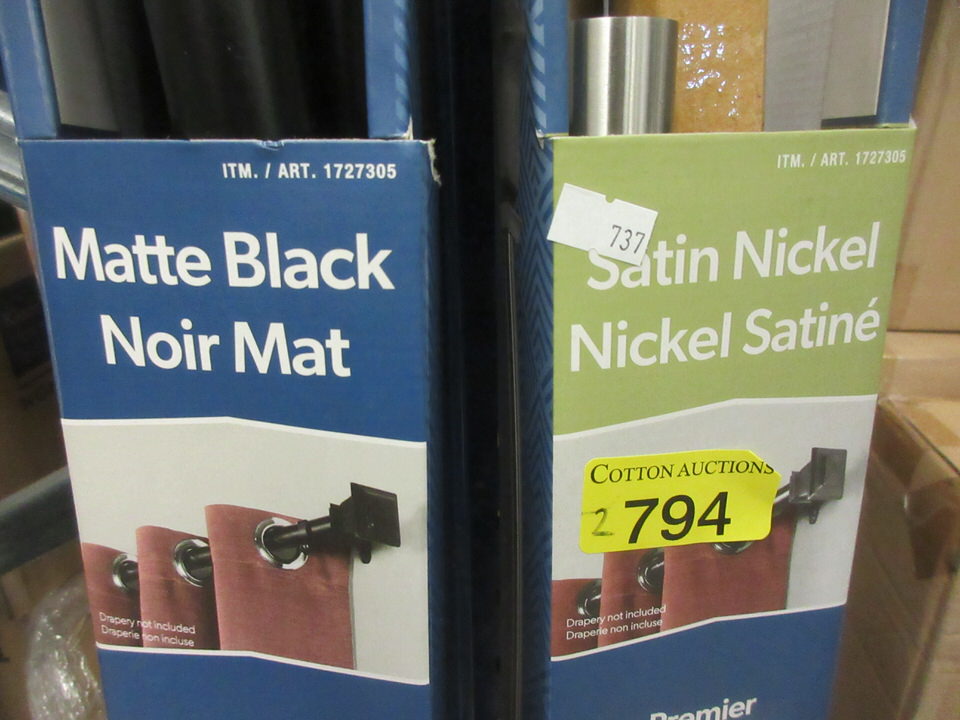 ITM. / ART. 1727305
Matte Black
Noir Mat
Drapery not included
Draperie non incluse
ITM. / ART. 1727305
737
Satin Nickel
Nickel Satiné
COTTON AUCTIONS
2 794
Drapery not included
Draperie non incluse
Premier